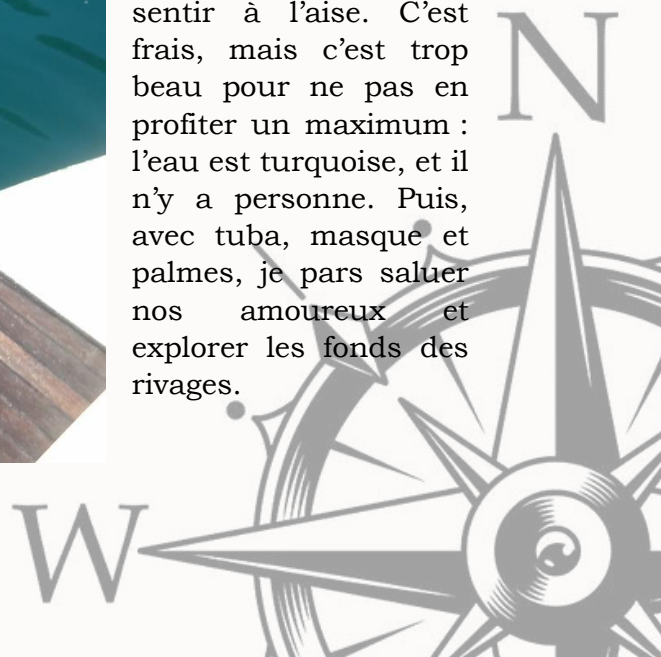 sentir à l’aise. C’est
frais, mais c’est trop
beau pour ne pas en
profiter un maximum :
l’eau est turquoise, et il
n’y a personne. Puis,
avec tuba, masque et
palmes, je pars saluer
nos amoureux et
explorer les fonds des
rivages.
N
W